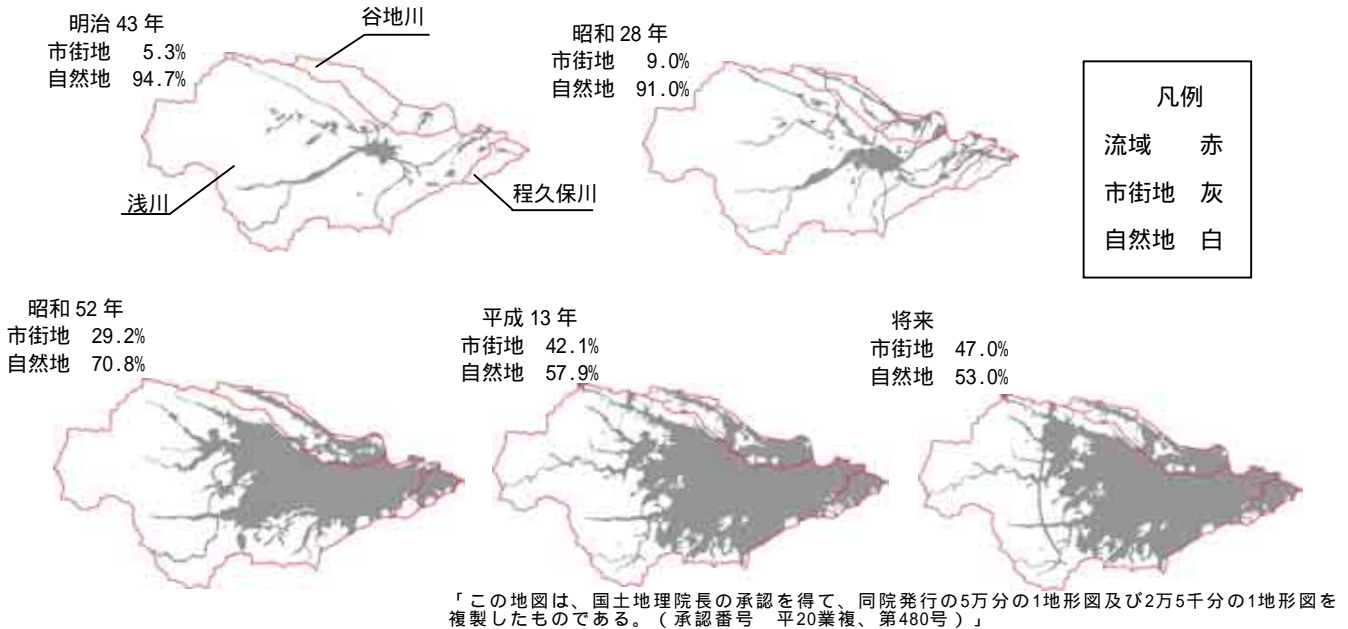 明治 43 年
市街地 5.3%
自然地 94.7%
谷地川
浅川
程久保川
昭和 28 年
市街地 9.0%
自然地 91.0%
凡例
流域 赤
市街地 灰
自然地 白
昭和 52 年
市街地 29.2%
自然地 70.8%
平成 13 年
市街地 42.1%
自然地 57.9%
将来
市街地 47.0%
自然地 53.0%
「この地図は、国土地理院長の承認を得て、同院発行の5万分の1地形図及び2万5千分の1地形図を
複製したものである。（承認番号 平20業複、第480号）」